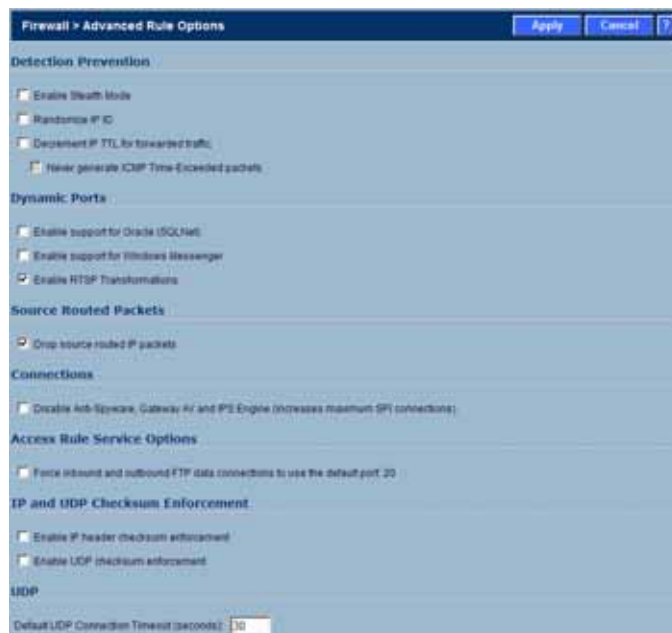 Firewall > Advanced Rule Options
Apply
Cancel
?
Detection Prevention
Enable Stealth Mode
Randomize IP ID
Decrement IP TTL for forwarded traffic
Never generate ICMP Time-Exceeded packets
Dynamic Ports
Enable support for Oracle (SQLNet)
Enable support for Windows Messenger
Enable RTSP Transformations
Source Routed Packets
Drop source routed IP packets
Connections
Disable Anti-Spyware, Gateway AV and IPS Engine (increases maximum SPI connections)
Access Rule Service Options
Force inbound and outbound FTP data connections to use the default port: 20
IP and UDP Checksum Enforcement
Enable IP header checksum enforcement
Enable UDP checksum enforcement
UDP
Default UDP Connection Timeout (seconds): 30